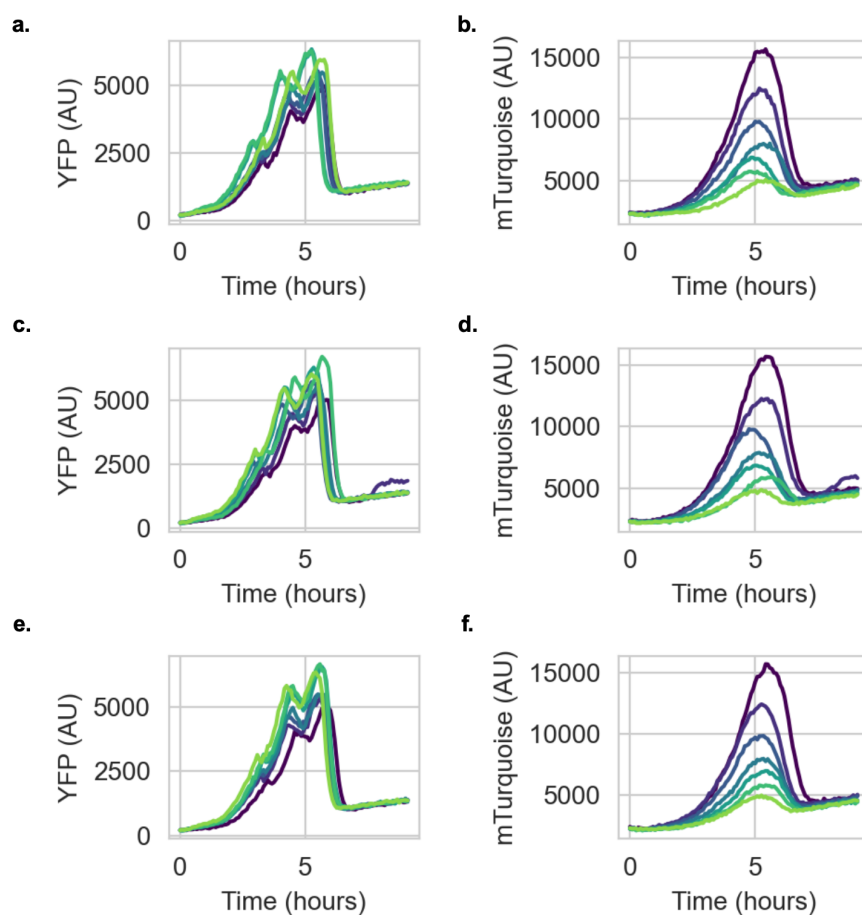 a.
YFP (AU)
5000
2500
0
0
5
Time (hours)
b.
mTurquoise (AU)
15000
10000
5000
0
5
Time (hours)
c.
YFP (AU)
5000
2500
0
0
5
Time (hours)
d.
mTurquoise (AU)
15000
10000
5000
0
5
Time (hours)
e.
YFP (AU)
5000
2500
0
0
5
Time (hours)
f.
mTurquoise (AU)
15000
10000
5000
0
5
Time (hours)